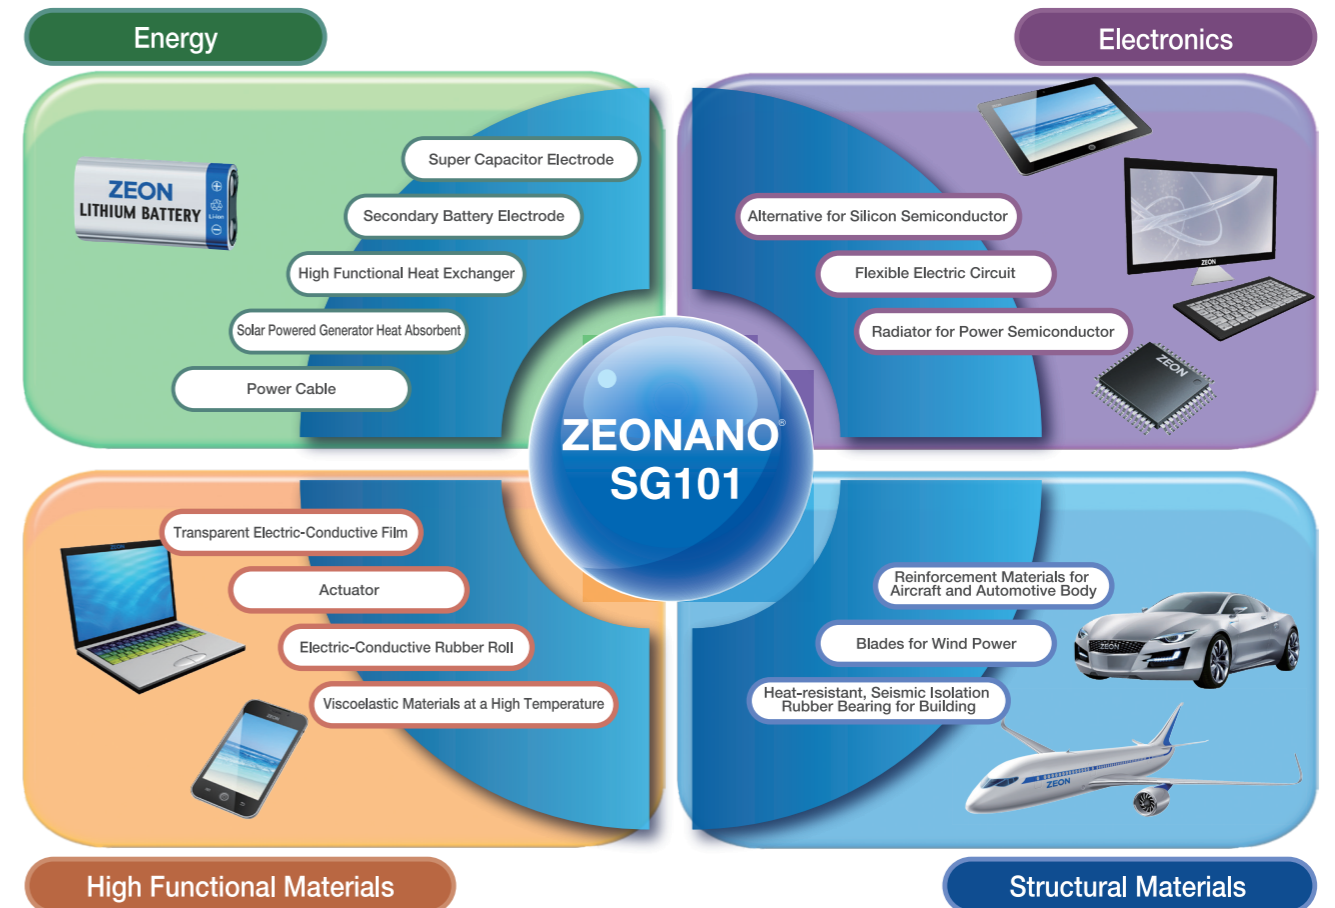 Energy
Electronics
Super Capacitor Electrode
Secondary Battery Electrode
High Functional Heat Exchanger
Solar Powered Generator Heat Absorbent
Power Cable
ZEON
LITHIUM BATTERY
Li-ion
Alternative for Silicon Semiconductor
Flexible Electric Circuit
Radiator for Power Semiconductor
ZEON
ZEON
ZEONANO®
SG101
Transparent Electric-Conductive Film
Actuator
Electric-Conductive Rubber Roll
Viscoelastic Materials at a High Temperature
Reinforcement Materials for
Aircraft and Automotive Body
Blades for Wind Power
Heat-resistant, Seismic Isolation
Rubber Bearing for Building
ZEON
ZEON
High Functional Materials
Structural Materials